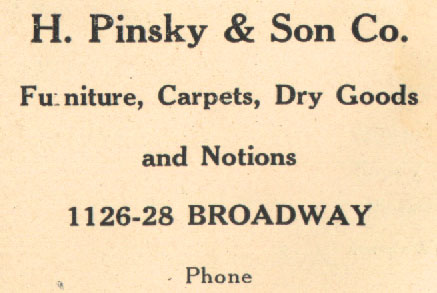 H. Pinsky & Son Co.
Furniture, Carpets, Dry Goods
and Notions
1126-28 BROADWAY
Phone